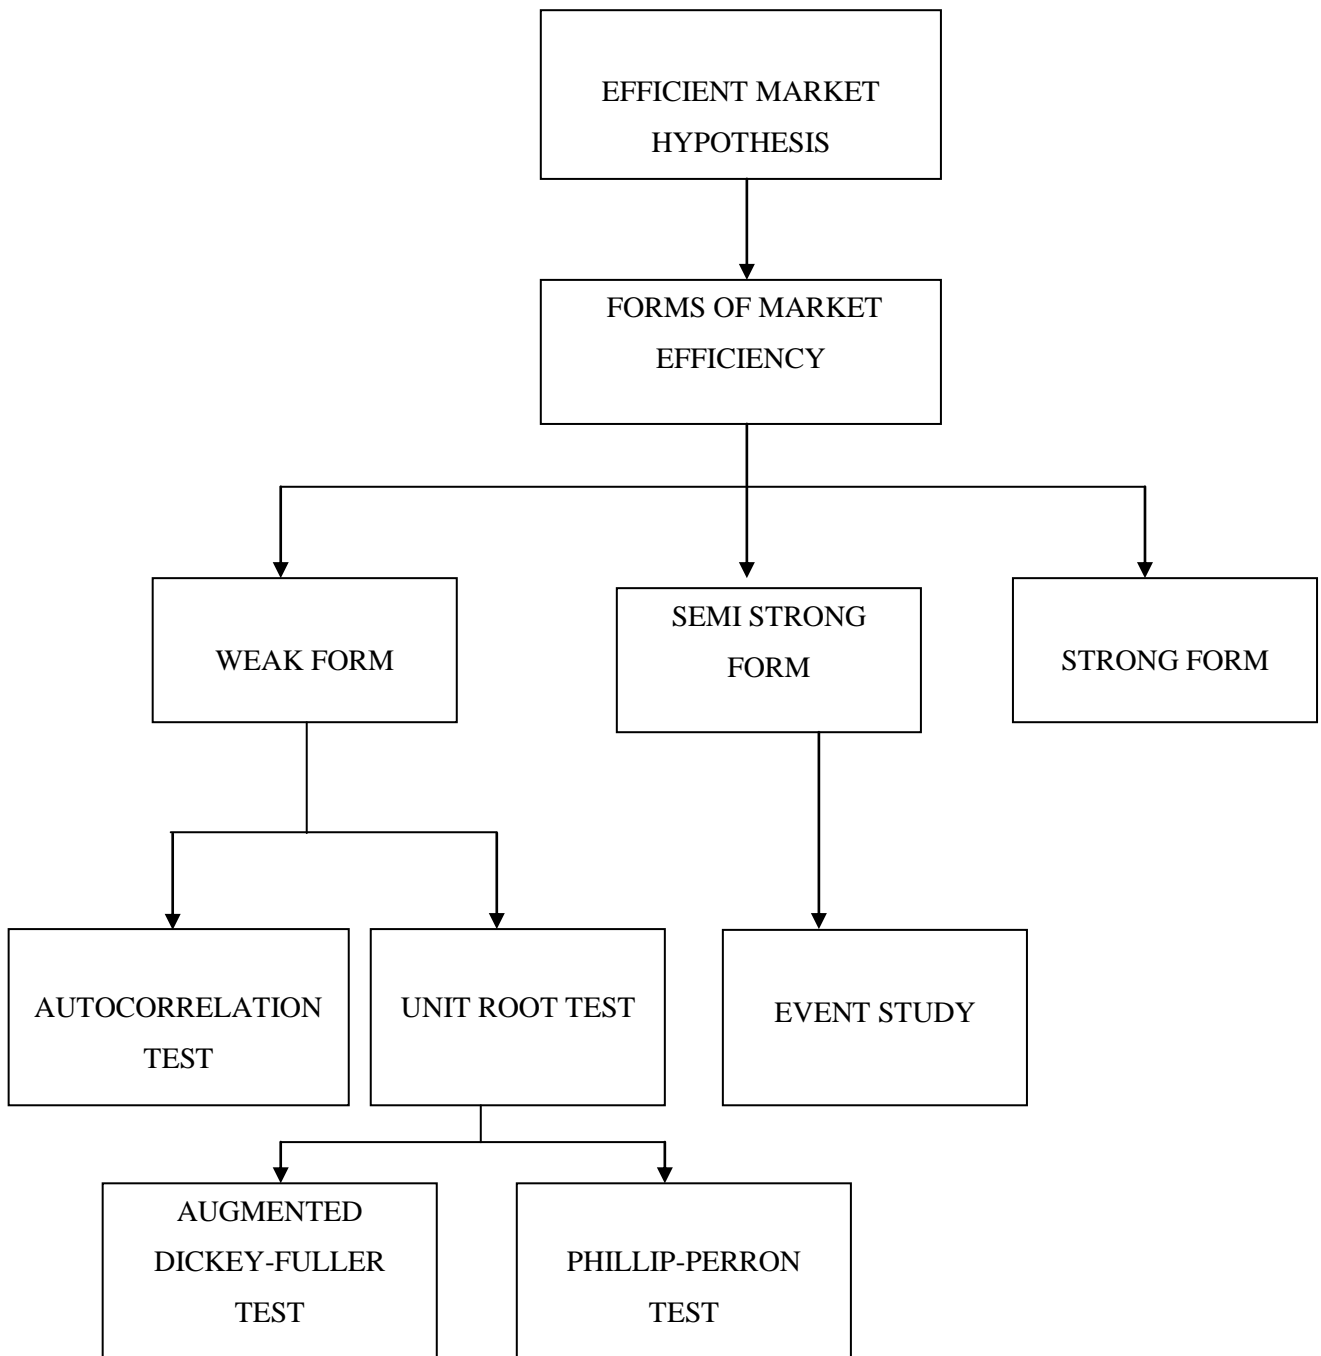 EFFICIENT MARKET
HYPOTHESIS
FORMS OF MARKET
EFFICIENCY
WEAK FORM
SEMI STRONG
FORM
STRONG FORM
AUTOCORRELATION
TEST
UNIT ROOT TEST
EVENT STUDY
AUGMENTED
DICKEY-FULLER
TEST
PHILLIP-PERRON
TEST